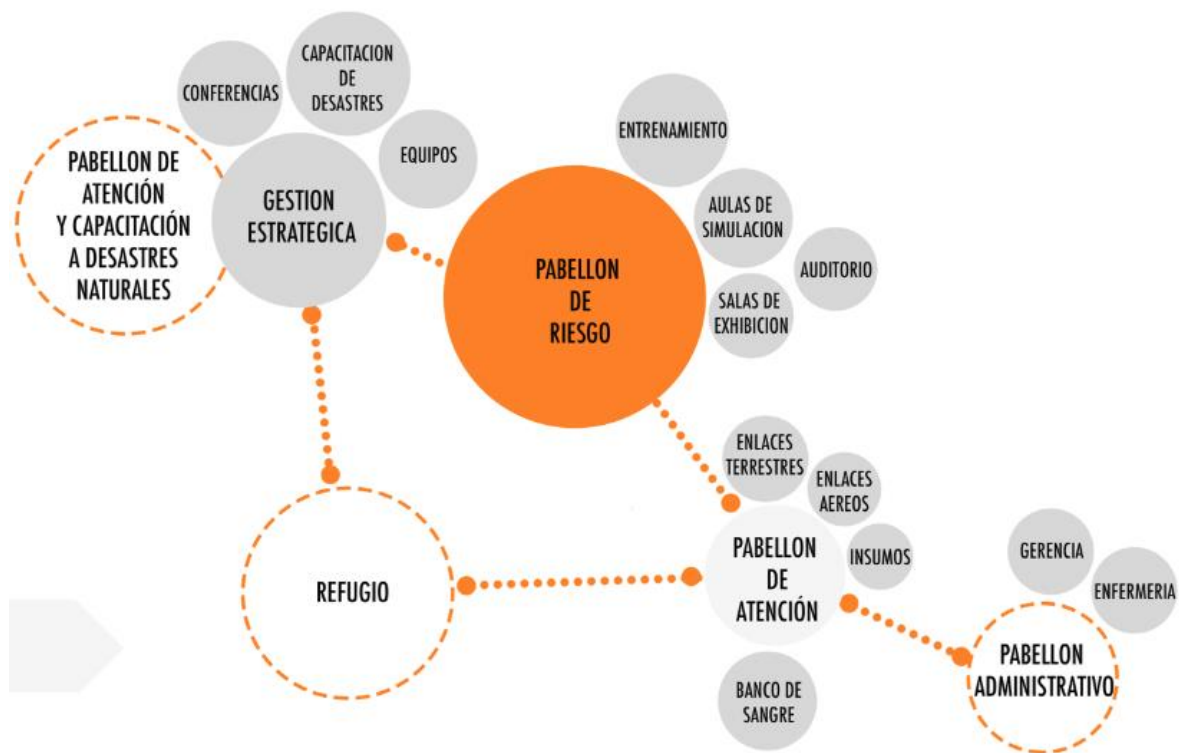 CONFERENCIAS
CAPACITACION
DE
DESASTRES
EQUIPOS
PABELLON DE
ATENCIÓN
Y CAPACITACIÓN
A DESASTRES
NATURALES
GESTION
ESTRATEGICA
PABELLON
DE
RIESGO
ENTRENAMIENTO
AULAS DE
SIMULACION
AUDITORIO
SALAS DE
EXHIBICION
ENLACES
TERRESTRES
ENLACES
AEREOS
INSUMOS
PABELLON
DE
ATENCIÓN
BANCO DE
SANGRE
REFUGIO
GERENCIA
ENFERMERIA
PABELLON
ADMINISTRATIVO